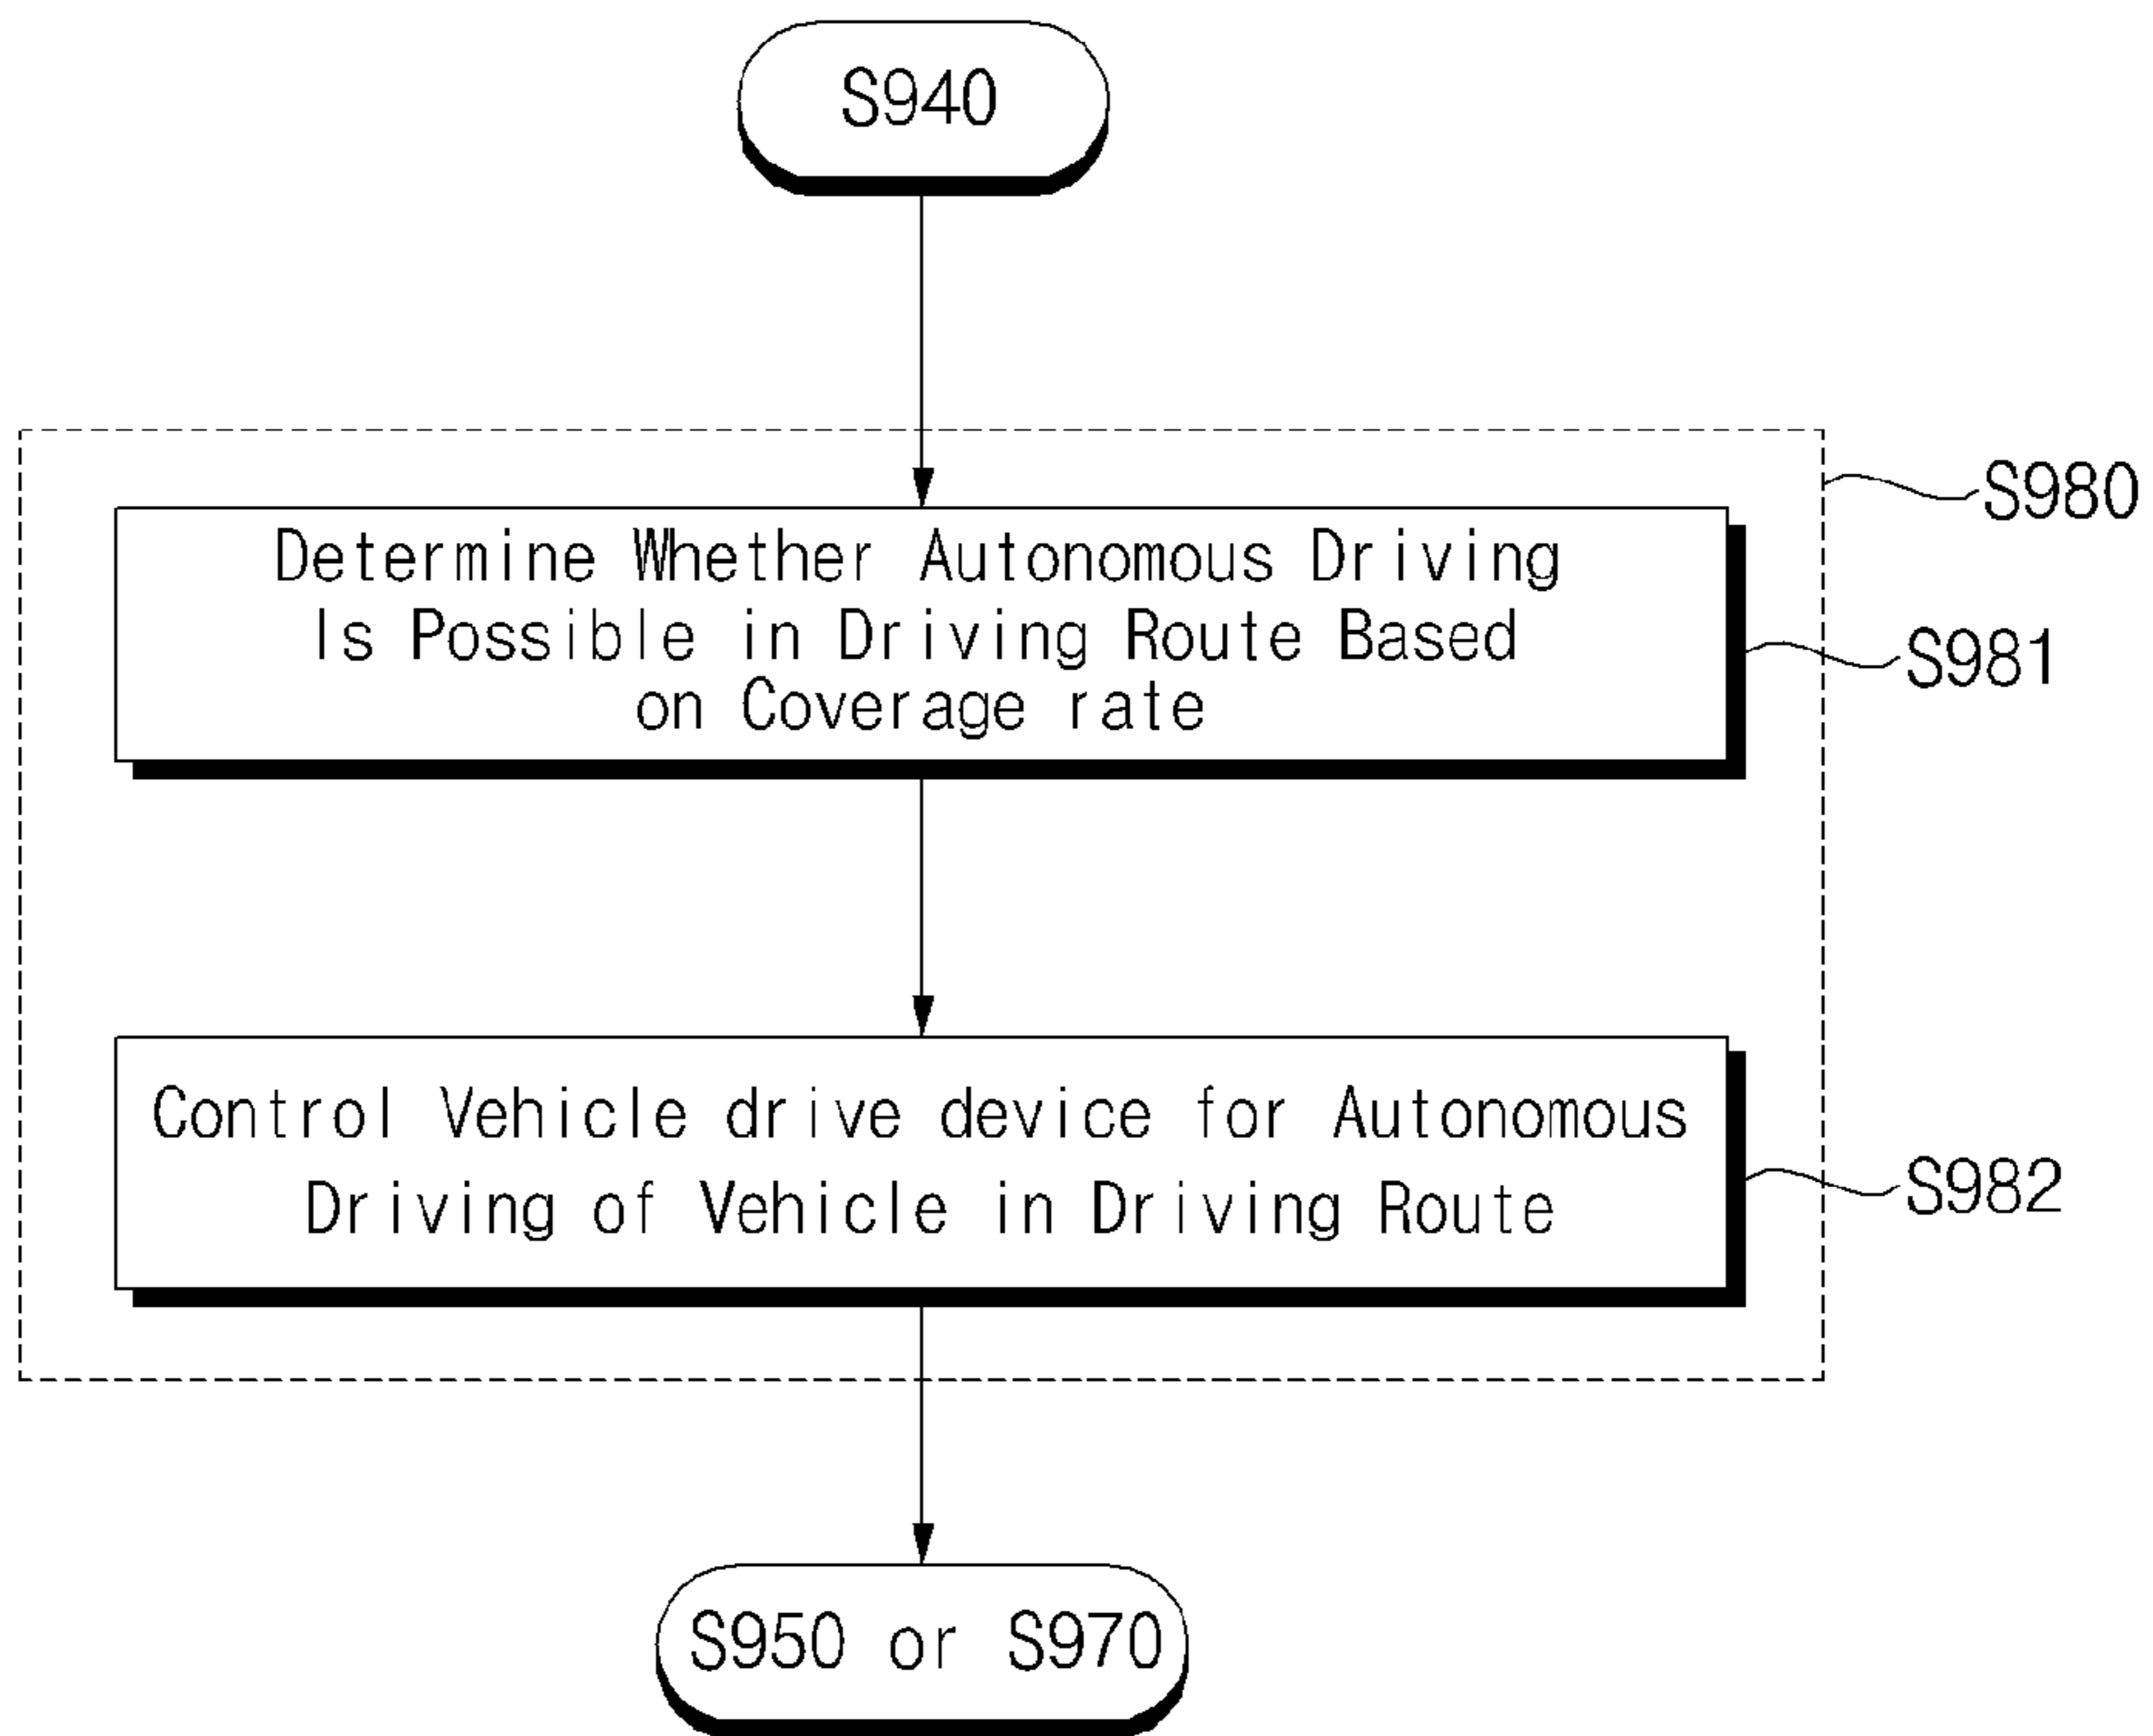 S940
S980
Determine Whether Autonomous Driving
Is Possible in Driving Route Based
on Coverage rate
S981
Control Vehicle drive device for Autonomous
Driving of Vehicle in Driving Route
S982
S950 or S970